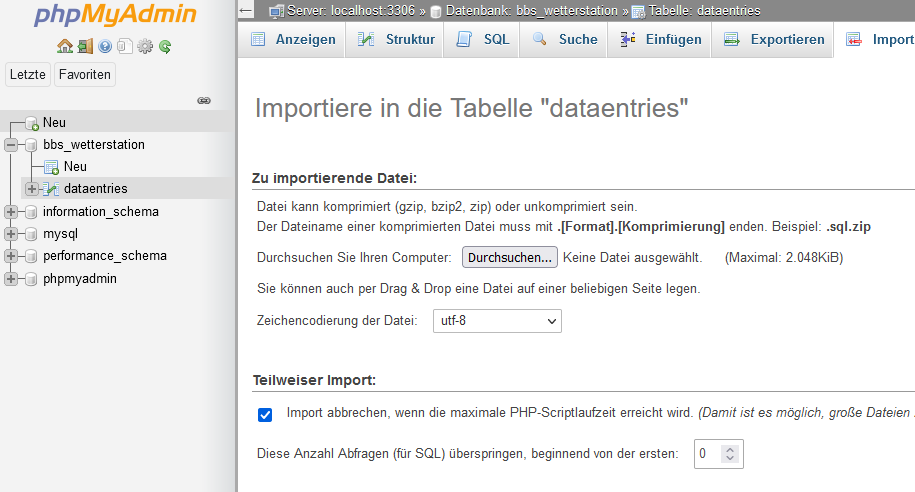 phpMyAdmin
Letzte Favoriten
Neu
bbs_wetterstation
Neu
dataentries
information_schema
mysql
performance_schema
phpmyadmin
Server: localhost:3306 » Datenbank: bbs_wetterstation » Tabelle: dataentries
Anzeigen Struktur SQL Suche Einfügen Exportieren Import
Importiere in die Tabelle "dataentries"
Zu importierende Datei:
Datei kann komprimiert (gzip, bzip2, zip) oder unkomprimiert sein.
Der Dateiname einer komprimierten Datei muss mit .[Format].[Komprimierung] enden. Beispiel: .sql.zip
Durchsuchen Sie Ihren Computer: Durchsuchen... Keine Datei ausgewählt. (Maximal: 2.048KiB)
Sie können auch per Drag & Drop eine Datei auf einer beliebigen Seite legen.
Zeichencodierung der Datei: utf-8
Teilweiser Import:
Import abbrechen, wenn die maximale PHP-Scriptlaufzeit erreicht wird. (Damit ist es möglich, große Dateien
Diese Anzahl Abfragen (für SQL) überspringen, beginnend von der ersten: 0